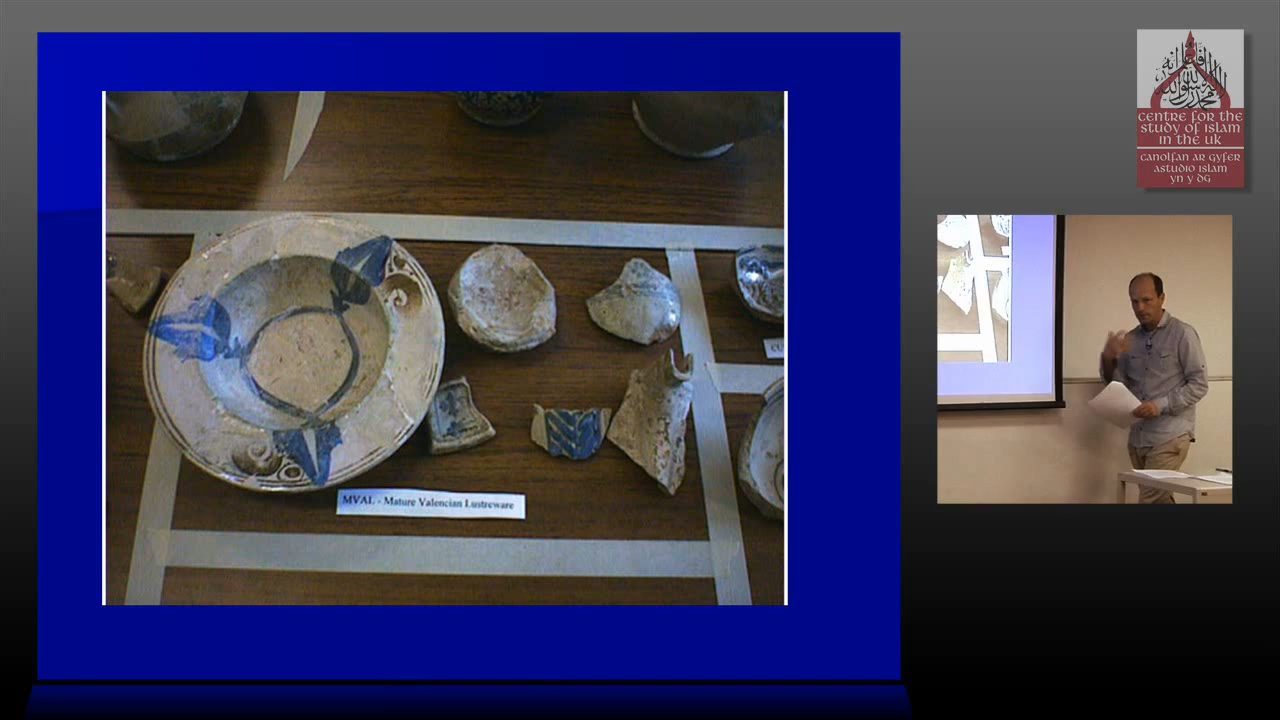 CENTRE FOR THE
STUDY OF ISLAM
IN THE UK
CANOLFAN AR GYFER
ASTUDIO ISLAM
YN Y DG
MVAL - Mature Valencian Lustreware
CU